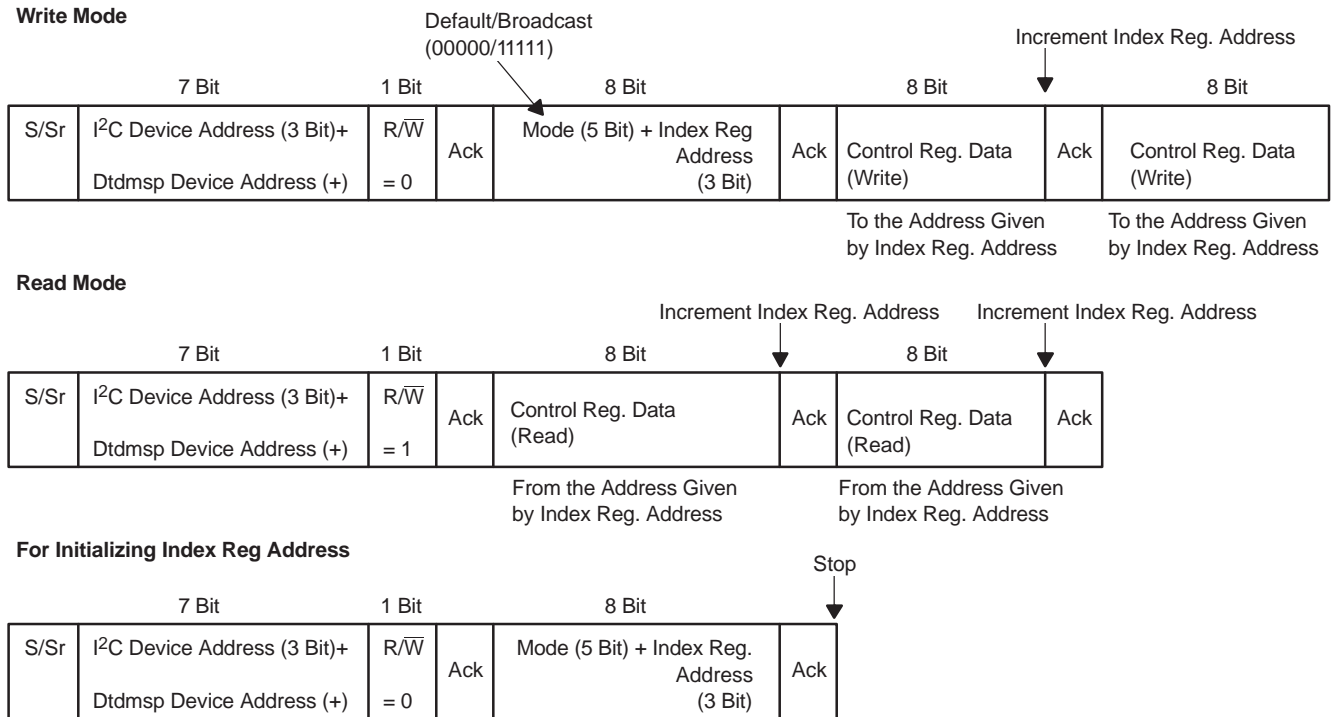 Write Mode
Default/Broadcast
(00000/11111)
Increment Index Reg. Address
7 Bit 1 Bit 8 Bit 8 Bit 8 Bit
S/Sr I2C Device Address (3 Bit)+ R/W̅ Mode (5 Bit) + Index Reg
Ack Address Ack Control Reg. Data Ack Control Reg. Data
Dtdmsp Device Address (+) = 0 (3 Bit) (Write) (Write)
To the Address Given To the Address Given
by Index Reg. Address by Index Reg. Address
Read Mode
Increment Index Reg. Address Increment Index Reg. Address
7 Bit 1 Bit 8 Bit 8 Bit
S/Sr I2C Device Address (3 Bit)+ R/W̅
Ack Control Reg. Data Ack Control Reg. Data Ack
Dtdmsp Device Address (+) = 1 (Read) (Read)
From the Address Given From the Address Given
by Index Reg. Address by Index Reg. Address
For Initializing Index Reg Address
Stop
7 Bit 1 Bit 8 Bit
S/Sr I2C Device Address (3 Bit)+ R/W̅ Mode (5 Bit) + Index Reg.
Ack Address Ack
Dtdmsp Device Address (+) = 0 (3 Bit)